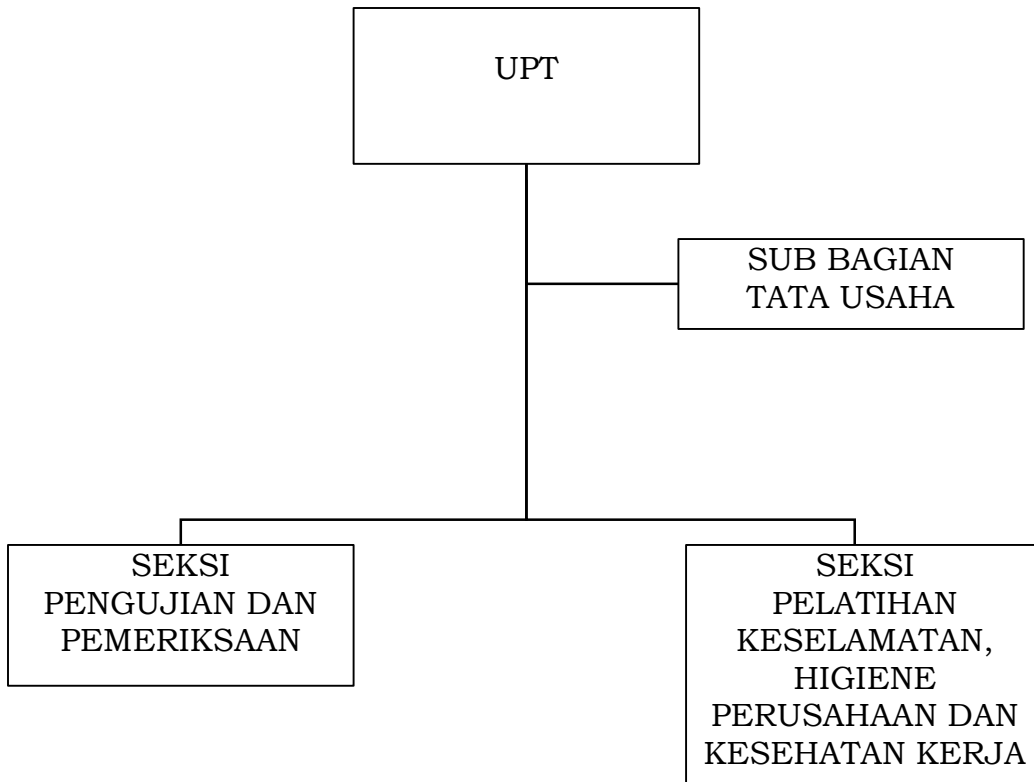 UPT
SUB BAGIAN
TATA USAHA
SEKSI
PENGUJIAN DAN
PEMERIKSAAN
SEKSI
PELATIHAN
KESELAMATAN,
HIGIENE
PERUSAHAAN DAN
KESEHATAN KERJA